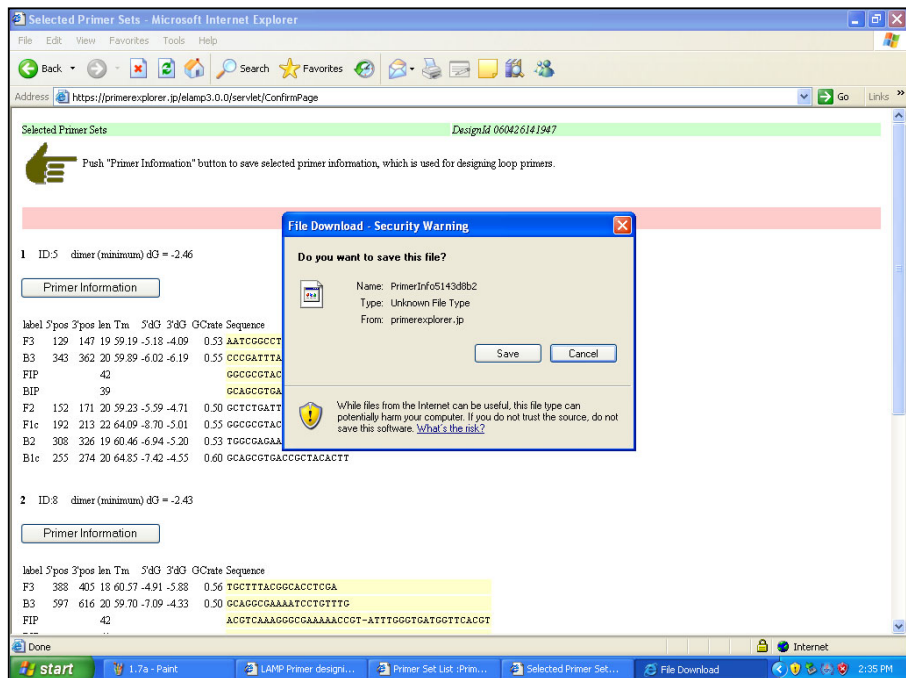 Selected Primer Sets - Microsoft Internet Explorer
File Edit View Favorites Tools Help
Back Search Favorites
Address https://primerexplorer.jp/elamp3.0.0/servlet/ConfirmPage Go Links »
Selected Primer Sets DesignId 060426141947
Push "Primer Information" button to save selected primer information, which is used for designing loop primers.
1 ID:5 dimer (minimum) dG = -2.46
Primer Information
label 5'pos 3'pos len Tm 5'dG 3'dG GCrate Sequence
F3 129 147 19 59.19 -5.18 -4.09 0.53 AATCGGCCT
B3 343 362 20 59.89 -6.02 -6.19 0.55 CCCGATTTA
FIP 42 GGCGCGTAC
BIP 39 GCAGCGTGA
F2 152 171 20 59.23 -5.59 -4.71 0.50 GCTCTGATT
F1c 192 213 22 64.09 -8.70 -5.01 0.55 GGCGCGTAC
B2 308 326 19 60.46 -6.94 -5.20 0.53 TGGCGAGAA
B1c 255 274 20 64.85 -7.42 -4.55 0.60 GCAGCGTGACCGCTACACTT
File Download - Security Warning
Do you want to save this file?
Name: PrimerInfo5143d8b2
Type: Unknown File Type
From: primerexplorer.jp
Save Cancel
While files from the Internet can be useful, this file type can
potentially harm your computer. If you do not trust the source, do not
save this software. What's the risk?
2 ID:8 dimer (minimum) dG = -2.43
Primer Information
label 5'pos 3'pos len Tm 5'dG 3'dG GCrate Sequence
F3 388 405 18 60.57 -4.91 -5.88 0.56 TGCTTTACGGCACCTCGA
B3 597 616 20 59.70 -7.09 -4.33 0.50 GCAGGCGAAAATCCTGTTTG
FIP 42 ACGTCAAAGGGCGAAAAACCGT-ATTTGGGTGATGGTTCACGT
Done Internet
start 1.7a - Paint LAMP Primer designi... Primer Set List :Prim... Selected Primer Set... File Download 2:35 PM